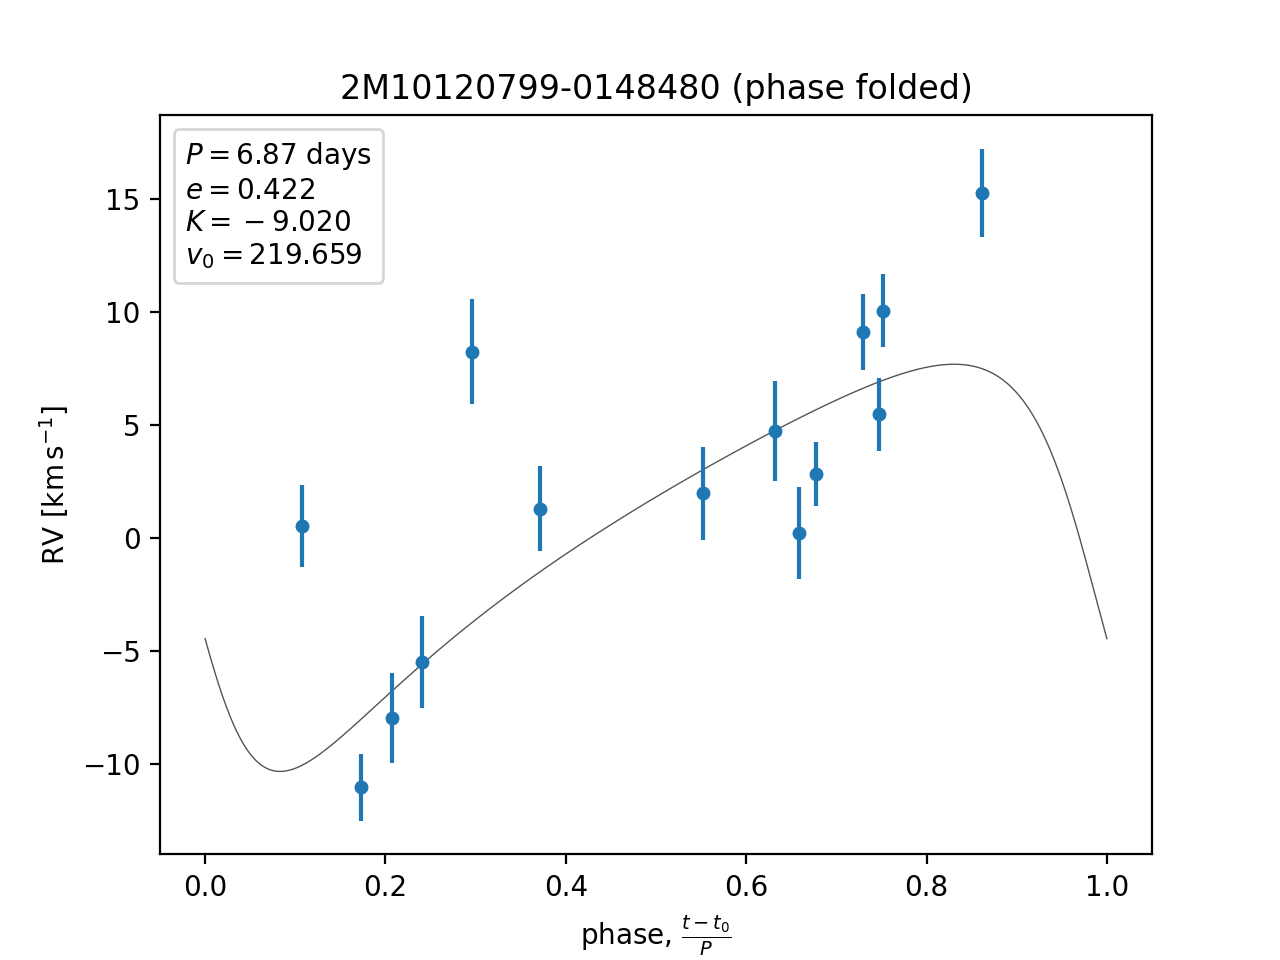 2M10120799-0148480 (phase folded)
P = 6.87 days
e = 0.422
K = −9.020
v₀ = 219.659
RV [km s⁻¹]
15
10
5
0
−5
−10
0.0 0.2 0.4 0.6 0.8 1.0
phase, (t − t₀)/P